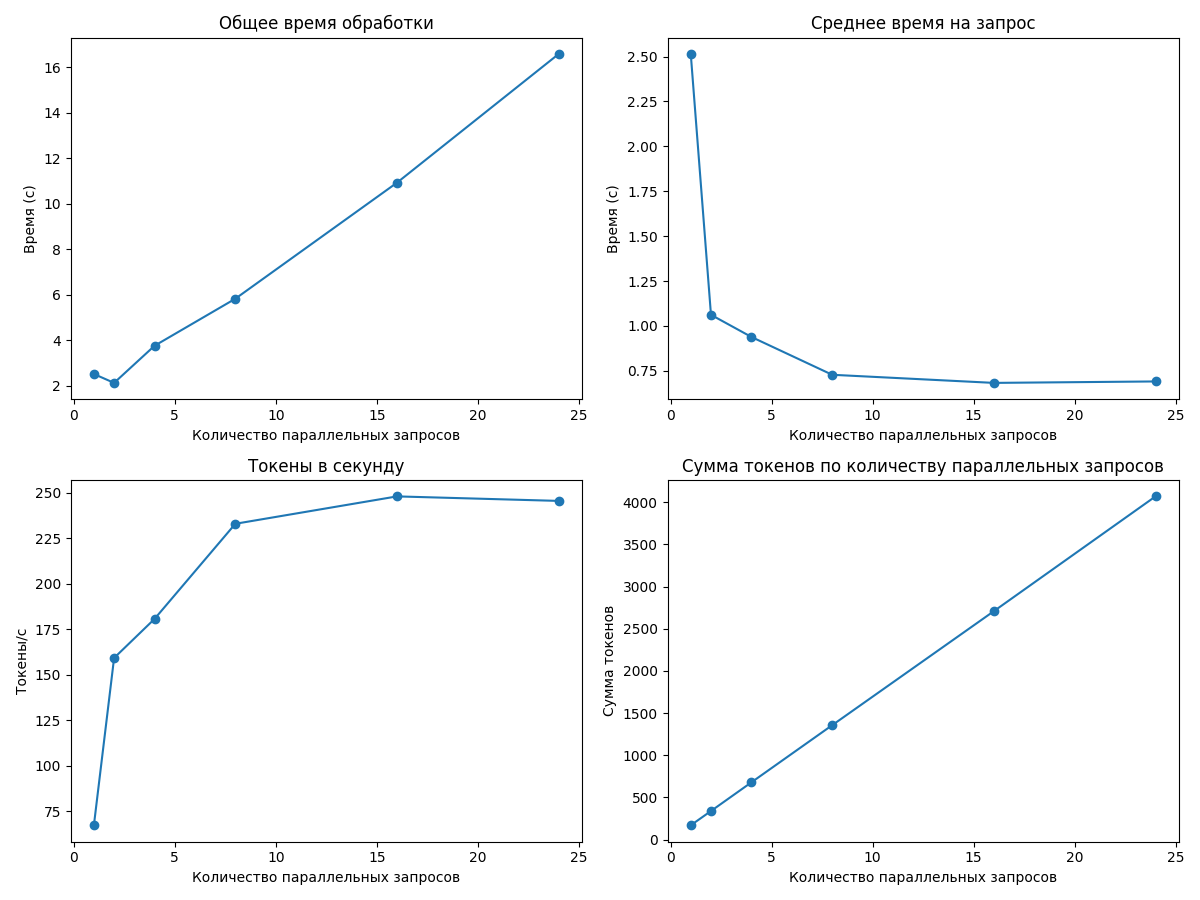 Общее время обработки
Время (с)
16
14
12
10
8
6
4
2
0 5 10 15 20 25
Количество параллельных запросов
Среднее время на запрос
Время (с)
2.50
2.25
2.00
1.75
1.50
1.25
1.00
0.75
0 5 10 15 20 25
Количество параллельных запросов
Токены в секунду
Токены/с
250
225
200
175
150
125
100
75
0 5 10 15 20 25
Количество параллельных запросов
Сумма токенов по количеству параллельных запросов
Сумма токенов
4000
3500
3000
2500
2000
1500
1000
500
0
0 5 10 15 20 25
Количество параллельных запросов